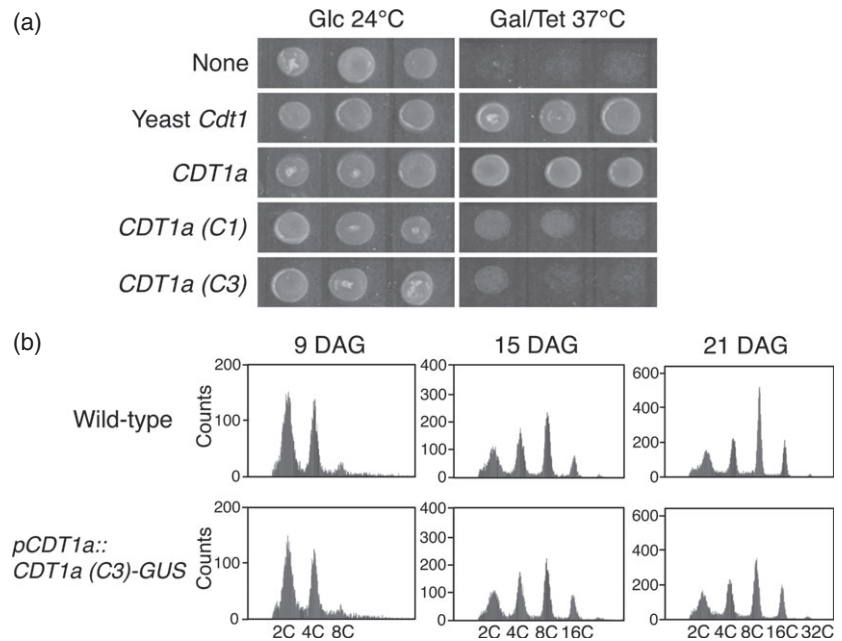 (a)
Glc 24°C Gal/Tet 37°C
None
Yeast Cdt1
CDT1a
CDT1a (C1)
CDT1a (C3)
(b)
9 DAG 15 DAG 21 DAG
Wild-type
Counts
200
100
0
400
300
200
100
0
600
400
200
0
pCDT1a::
CDT1a (C3)-GUS
Counts
200
100
0
400
300
200
100
0
600
400
200
0
2C 4C 8C 2C 4C 8C 16C 2C 4C 8C 16C 32C